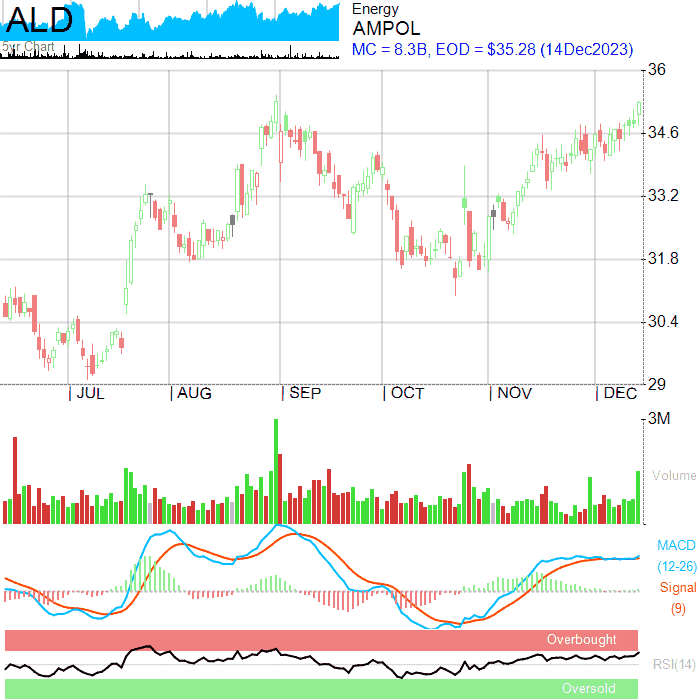 ALD
5yr Chart
Energy
AMPOL
MC = 8.3B, EOD = $35.28 (14Dec2023)
36
34.6
33.2
31.8
30.4
29
JUL AUG SEP OCT NOV DEC
3M
Volume
MACD
(12-26)
Signal
(9)
Overbought
RSI(14)
Oversold